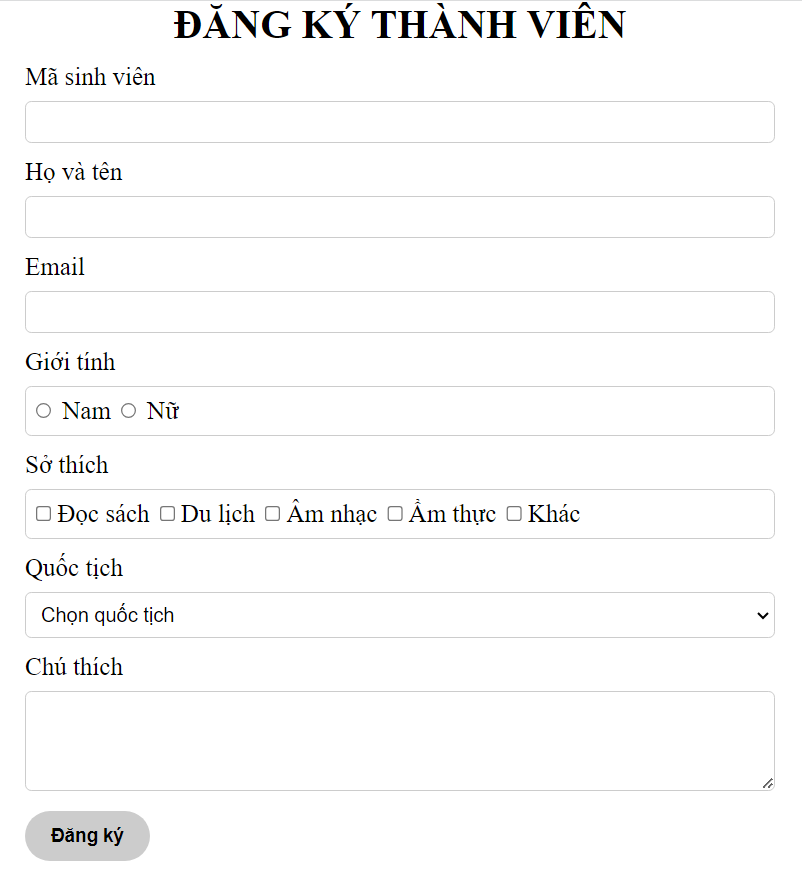 ĐĂNG KÝ THÀNH VIÊN
Mã sinh viên
Họ và tên
Email
Giới tính
Nam Nữ
Sở thích
Đọc sách Du lịch Âm nhạc Ẩm thực Khác
Quốc tịch
Chọn quốc tịch
Chú thích
Đăng ký